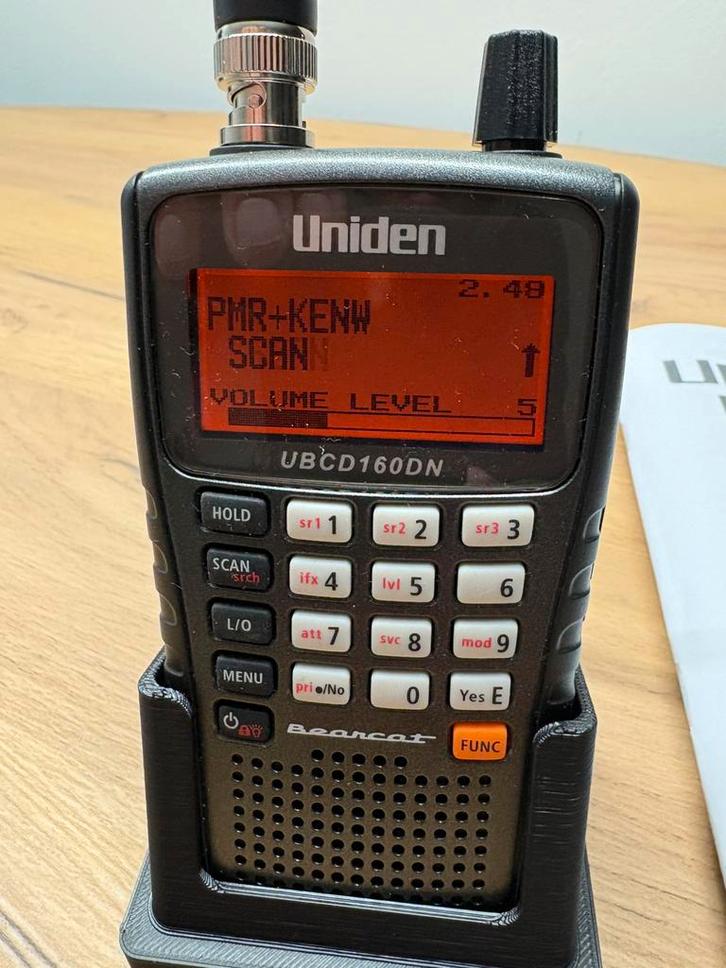 Uniden
2.48
PMR+KENW
SCAN
VOLUME LEVEL 5
UBCD160DN
HOLD sr1 1 sr2 2 sr3 3
SCAN srch ifx 4 lvl 5 6
L/O att 7 svc 8 mod 9
MENU pri •/No 0 Yes E
Bearcat FUNC